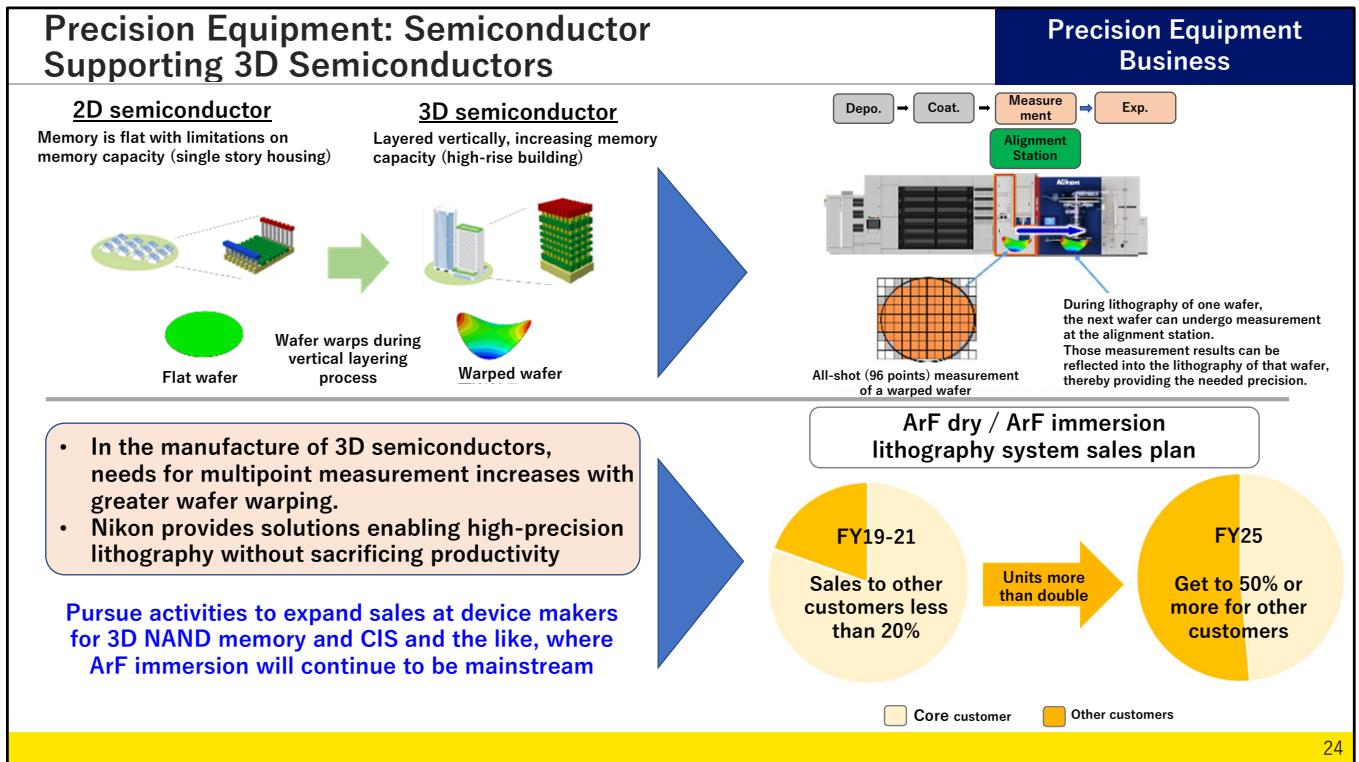 Precision Equipment: Semiconductor
Supporting 3D Semiconductors
Precision Equipment
Business
2D semiconductor
Memory is flat with limitations on
memory capacity (single story housing)
3D semiconductor
Layered vertically, increasing memory
capacity (high-rise building)
Flat wafer
Wafer warps during
vertical layering
process
Warped wafer
Depo.
Coat.
Measure
ment
Exp.
Alignment
Station
Nikon
All-shot (96 points) measurement
of a warped wafer
During lithography of one wafer,
the next wafer can undergo measurement
at the alignment station.
Those measurement results can be
reflected into the lithography of that wafer,
thereby providing the needed precision.
• In the manufacture of 3D semiconductors,
needs for multipoint measurement increases with
greater wafer warping.
• Nikon provides solutions enabling high-precision
lithography without sacrificing productivity
Pursue activities to expand sales at device makers
for 3D NAND memory and CIS and the like, where
ArF immersion will continue to be mainstream
ArF dry / ArF immersion
lithography system sales plan
FY19-21
Sales to other
customers less
than 20%
Units more
than double
FY25
Get to 50% or
more for other
customers
Core customer
Other customers
24